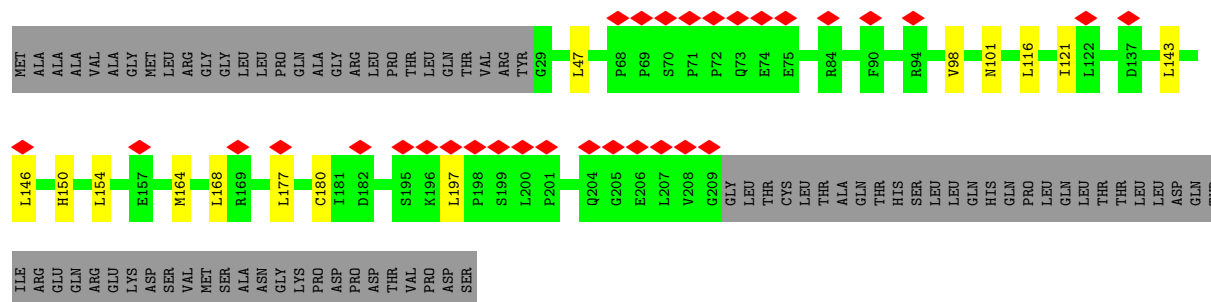 MET ALA ALA ALA VAL ALA GLY MET LEU ARG GLY GLY LEU LEU PRO GLN ALA GLY ARG LEU PRO THR LEU GLN THR VAL ARG TYR G29 L47 P68 P69 S70 P71 P72 Q73 E74 E75 R84 F90 R94 V98 N101 L116 I121 L122 D137 L143
L146 H150 L154 E157 M164 L168 R169 L177 C180 I181 D182 S195 K196 L197 P198 S199 L200 P201 Q204 G205 E206 L207 V208 G209 GLY LEU THR CYS LEU THR ALA GLN THR THR HIS SER LEU LEU GLN HIS GLN PRO LEU GLN LEU THR THR LEU LEU ASP GLN
ILE ARG GLU GLN ARG GLU LYS ASP SER VAL MET SER ALA ASN GLY LYS PRO ASP PRO ASP THR VAL PRO ASP SER